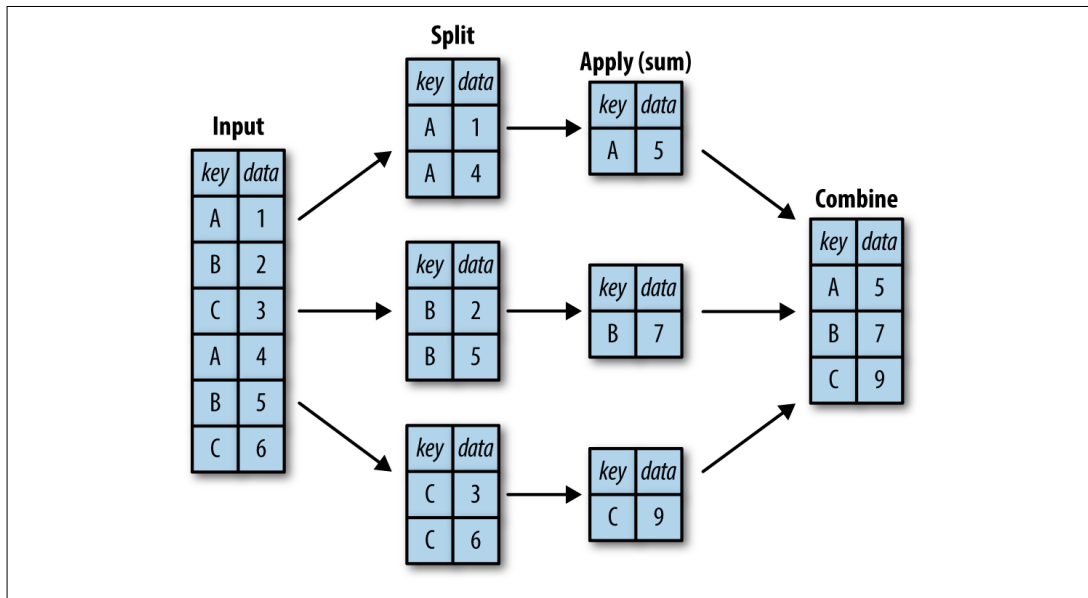 Input
key data
A 1
B 2
C 3
A 4
B 5
C 6
Split
key data
A 1
A 4
key data
B 2
B 5
key data
C 3
C 6
Apply (sum)
key data
A 5
key data
B 7
key data
C 9
Combine
key data
A 5
B 7
C 9